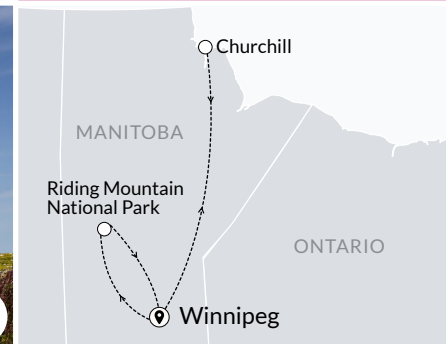 Churchill
MANITOBA
Riding Mountain
National Park
ONTARIO
Winnipeg